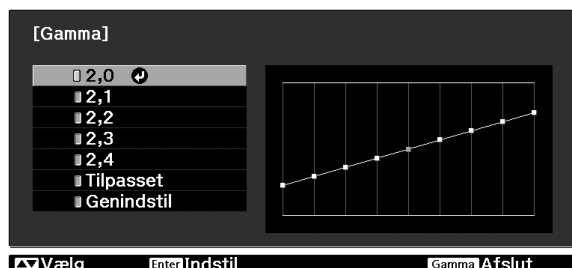 [Gamma]
2,0
2,1
2,2
2,3
2,4
Tilpasset
Genindstil
Vælg Enter Indstil Gamma Afslut